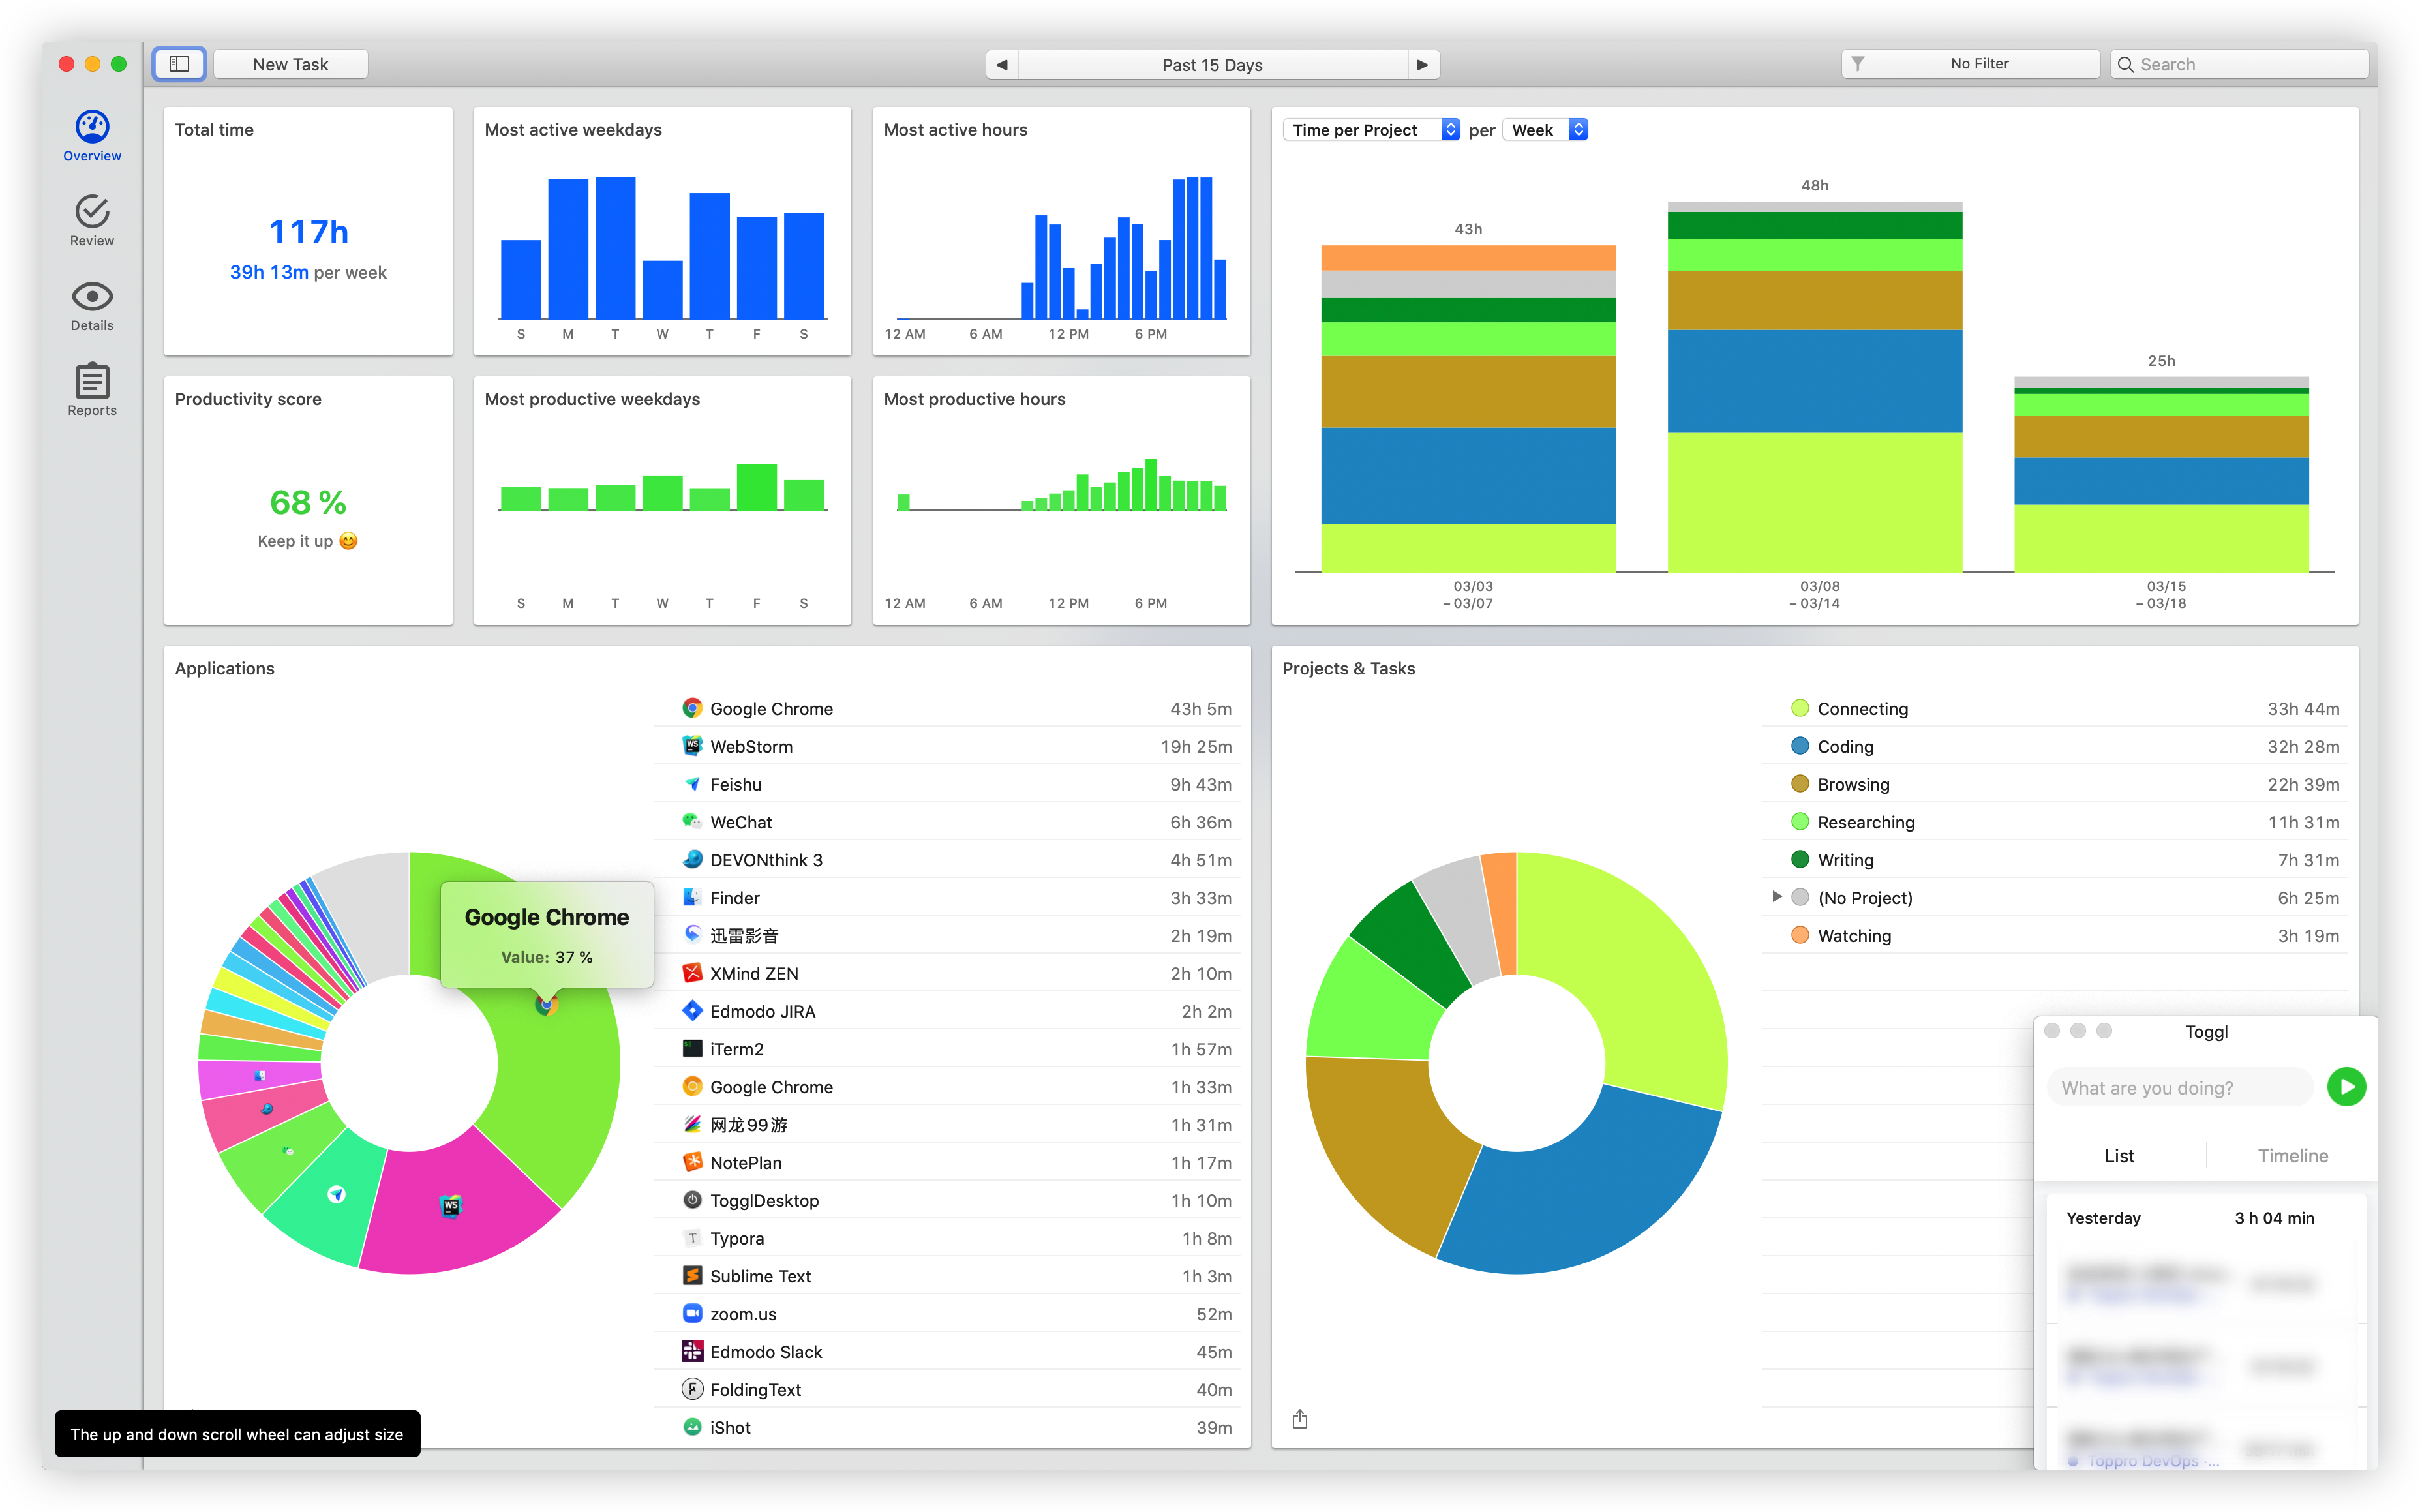 New Task
Past 15 Days
No Filter
Search
Overview
Review
Details
Reports
Total time
117h
39h 13m per week
Most active weekdays
S M T W T F S
Most active hours
12 AM 6 AM 12 PM 6 PM
Time per Project per Week
43h
48h
25h
03/03
– 03/07
03/08
– 03/14
03/15
– 03/18
Productivity score
68 %
Keep it up 😊
Most productive weekdays
S M T W T F S
Most productive hours
12 AM 6 AM 12 PM 6 PM
Applications
Google Chrome
Value: 37 %
WS
Google Chrome 43h 5m
WebStorm 19h 25m
Feishu 9h 43m
WeChat 6h 36m
DEVONthink 3 4h 51m
Finder 3h 33m
迅雷影音 2h 19m
XMind ZEN 2h 10m
Edmodo JIRA 2h 2m
iTerm2 1h 57m
Google Chrome 1h 33m
网龙99游 1h 31m
NotePlan 1h 17m
TogglDesktop 1h 10m
Typora 1h 8m
Sublime Text 1h 3m
zoom.us 52m
Edmodo Slack 45m
FoldingText 40m
iShot 39m
The up and down scroll wheel can adjust size
Projects & Tasks
Connecting 33h 44m
Coding 32h 28m
Browsing 22h 39m
Researching 11h 31m
Writing 7h 31m
(No Project) 6h 25m
Watching 3h 19m
Toggl
What are you doing?
List Timeline
Yesterday 3 h 04 min
Toppro DevOps